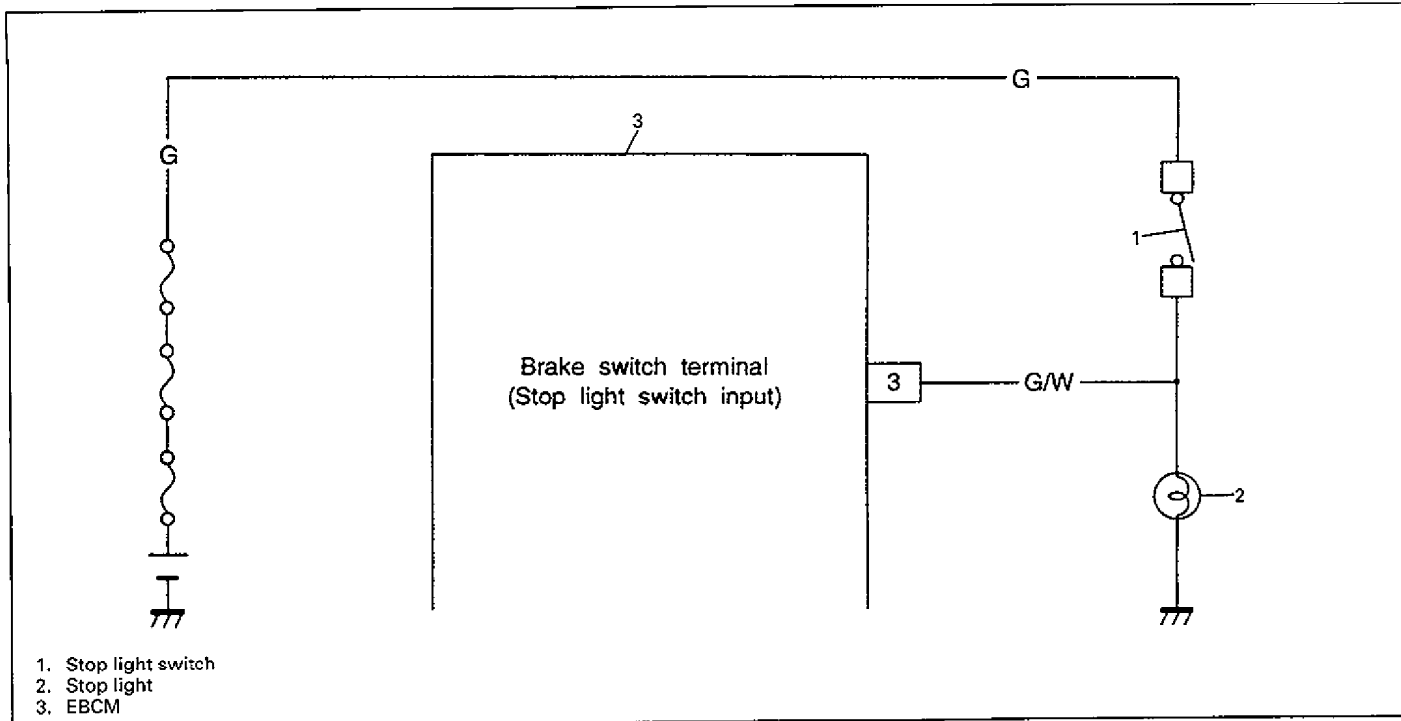 G
3
G
1
Brake switch terminal
(Stop light switch input)
3
G/W
2
1. Stop light switch
2. Stop light
3. EBCM